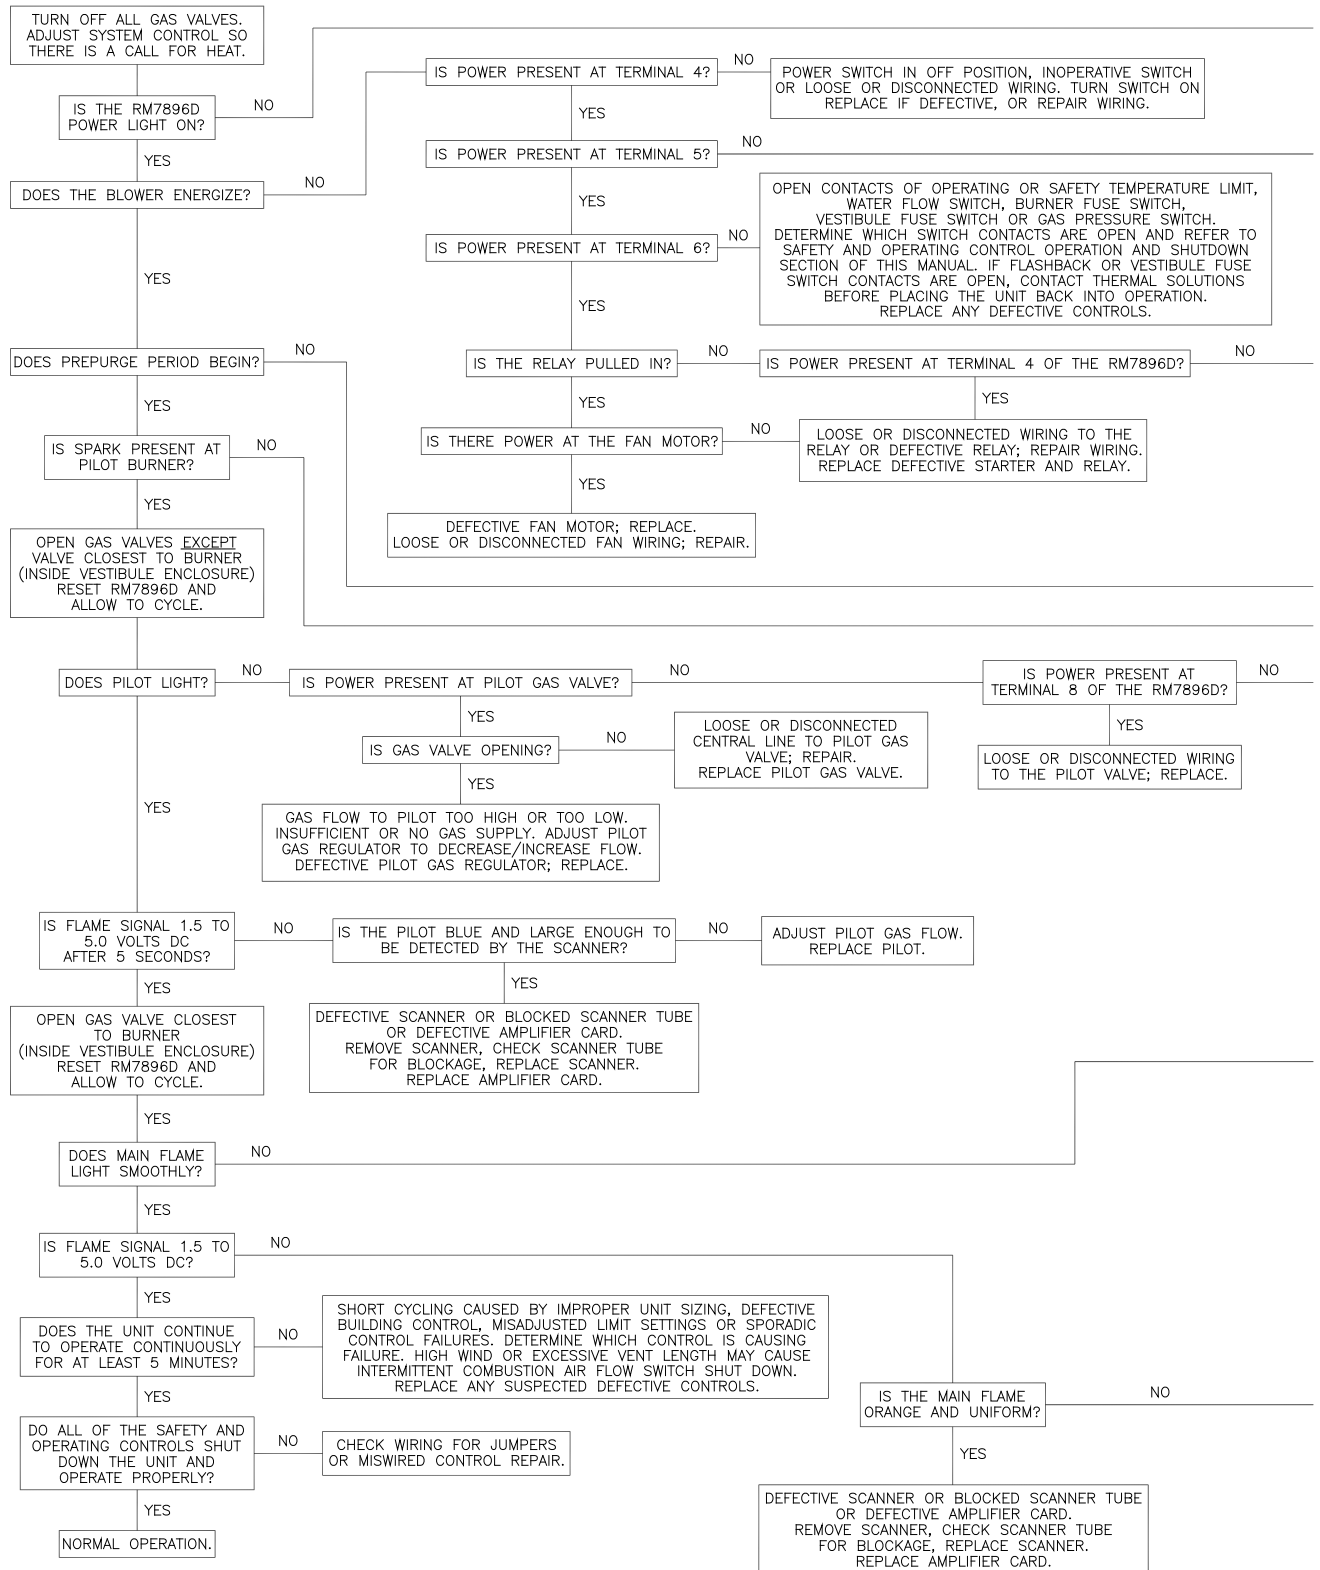 TURN OFF ALL GAS VALVES.
ADJUST SYSTEM CONTROL SO
THERE IS A CALL FOR HEAT.
IS THE RM7896D
POWER LIGHT ON?
NO
YES
DOES THE BLOWER ENERGIZE?
NO
YES
IS POWER PRESENT AT TERMINAL 4?
NO
POWER SWITCH IN OFF POSITION, INOPERATIVE SWITCH
OR LOOSE OR DISCONNECTED WIRING. TURN SWITCH ON
REPLACE IF DEFECTIVE, OR REPAIR WIRING.
YES
IS POWER PRESENT AT TERMINAL 5?
NO
YES
IS POWER PRESENT AT TERMINAL 6?
NO
OPEN CONTACTS OF OPERATING OR SAFETY TEMPERATURE LIMIT,
WATER FLOW SWITCH, BURNER FUSE SWITCH,
VESTIBULE FUSE SWITCH OR GAS PRESSURE SWITCH.
DETERMINE WHICH SWITCH CONTACTS ARE OPEN AND REFER TO
SAFETY AND OPERATING CONTROL OPERATION AND SHUTDOWN
SECTION OF THIS MANUAL. IF FLASHBACK OR VESTIBULE FUSE
SWITCH CONTACTS ARE OPEN, CONTACT THERMAL SOLUTIONS
BEFORE PLACING THE UNIT BACK INTO OPERATION.
REPLACE ANY DEFECTIVE CONTROLS.
YES
IS THE RELAY PULLED IN?
NO
IS POWER PRESENT AT TERMINAL 4 OF THE RM7896D?
NO
YES
YES
IS THERE POWER AT THE FAN MOTOR?
NO
LOOSE OR DISCONNECTED WIRING TO THE
RELAY OR DEFECTIVE RELAY; REPAIR WIRING.
REPLACE DEFECTIVE STARTER AND RELAY.
YES
DEFECTIVE FAN MOTOR; REPLACE.
LOOSE OR DISCONNECTED FAN WIRING; REPAIR.
DOES PREPURGE PERIOD BEGIN?
NO
YES
IS SPARK PRESENT AT
PILOT BURNER?
NO
YES
OPEN GAS VALVES EXCEPT
VALVE CLOSEST TO BURNER
(INSIDE VESTIBULE ENCLOSURE)
RESET RM7896D AND
ALLOW TO CYCLE.
DOES PILOT LIGHT?
NO
IS POWER PRESENT AT PILOT GAS VALVE?
NO
IS POWER PRESENT AT
TERMINAL 8 OF THE RM7896D?
NO
YES
IS GAS VALVE OPENING?
NO
LOOSE OR DISCONNECTED
CENTRAL LINE TO PILOT GAS
VALVE; REPAIR.
REPLACE PILOT GAS VALVE.
YES
LOOSE OR DISCONNECTED WIRING
TO THE PILOT VALVE; REPLACE.
YES
GAS FLOW TO PILOT TOO HIGH OR TOO LOW.
INSUFFICIENT OR NO GAS SUPPLY. ADJUST PILOT
GAS REGULATOR TO DECREASE/INCREASE FLOW.
DEFECTIVE PILOT GAS REGULATOR; REPLACE.
YES
IS FLAME SIGNAL 1.5 TO
5.0 VOLTS DC
AFTER 5 SECONDS?
NO
IS THE PILOT BLUE AND LARGE ENOUGH TO
BE DETECTED BY THE SCANNER?
NO
ADJUST PILOT GAS FLOW.
REPLACE PILOT.
YES
DEFECTIVE SCANNER OR BLOCKED SCANNER TUBE
OR DEFECTIVE AMPLIFIER CARD.
REMOVE SCANNER, CHECK SCANNER TUBE
FOR BLOCKAGE, REPLACE SCANNER.
REPLACE AMPLIFIER CARD.
YES
OPEN GAS VALVE CLOSEST
TO BURNER
(INSIDE VESTIBULE ENCLOSURE)
RESET RM7896D AND
ALLOW TO CYCLE.
YES
DOES MAIN FLAME
LIGHT SMOOTHLY?
NO
YES
IS FLAME SIGNAL 1.5 TO
5.0 VOLTS DC?
NO
YES
DOES THE UNIT CONTINUE
TO OPERATE CONTINUOUSLY
FOR AT LEAST 5 MINUTES?
NO
SHORT CYCLING CAUSED BY IMPROPER UNIT SIZING, DEFECTIVE
BUILDING CONTROL, MISADJUSTED LIMIT SETTINGS OR SPORADIC
CONTROL FAILURES. DETERMINE WHICH CONTROL IS CAUSING
FAILURE. HIGH WIND OR EXCESSIVE VENT LENGTH MAY CAUSE
INTERMITTENT COMBUSTION AIR FLOW SWITCH SHUT DOWN.
REPLACE ANY SUSPECTED DEFECTIVE CONTROLS.
YES
DO ALL OF THE SAFETY AND
OPERATING CONTROLS SHUT
DOWN THE UNIT AND
OPERATE PROPERLY?
NO
CHECK WIRING FOR JUMPERS
OR MISWIRED CONTROL REPAIR.
YES
NORMAL OPERATION.
IS THE MAIN FLAME
ORANGE AND UNIFORM?
NO
YES
DEFECTIVE SCANNER OR BLOCKED SCANNER TUBE
OR DEFECTIVE AMPLIFIER CARD.
REMOVE SCANNER, CHECK SCANNER TUBE
FOR BLOCKAGE, REPLACE SCANNER.
REPLACE AMPLIFIER CARD.